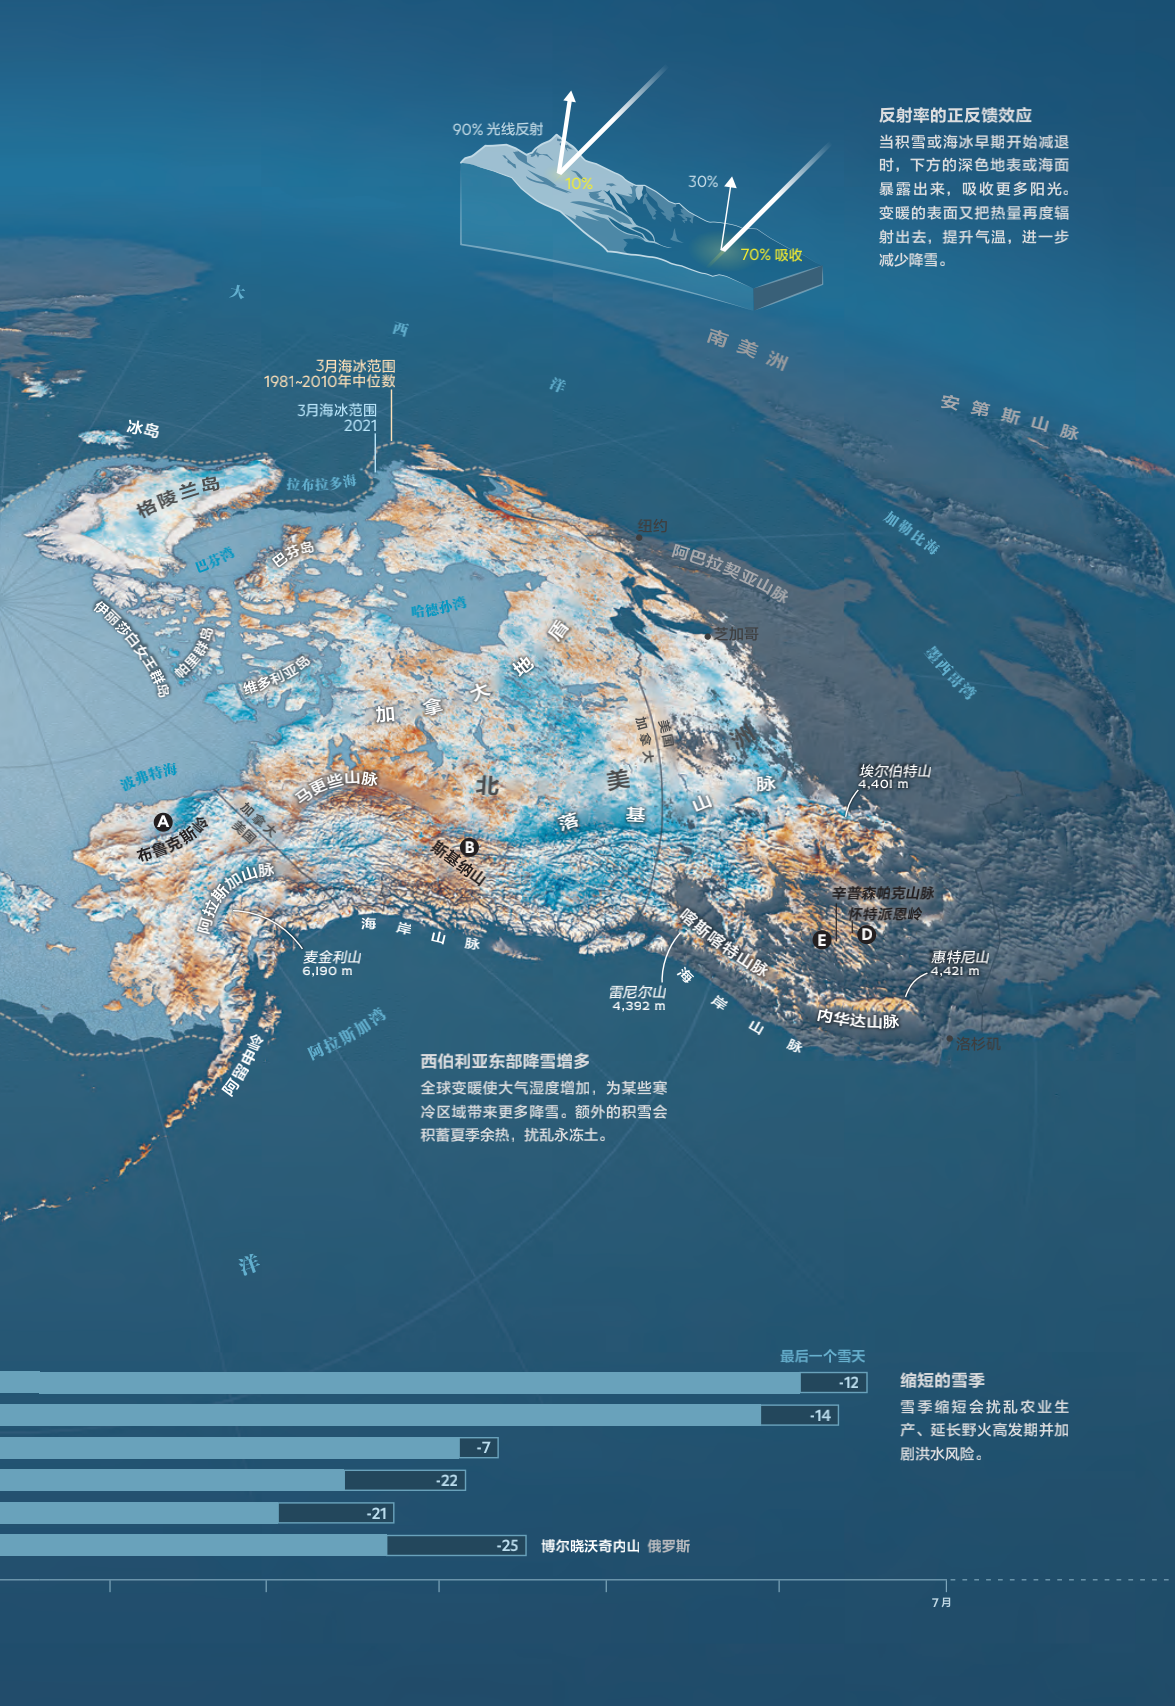 90% 光线反射
10%
30%
70% 吸收
反射率的正反馈效应
当积雪或海冰早期开始减退
时，下方的深色地表或海面
暴露出来，吸收更多阳光。
变暖的表面又把热量再度辐
射出去，提升气温，进一步
减少降雪。
大
西
洋
南美洲
安第斯山脉
3月海冰范围
1981~2010年中位数
3月海冰范围
2021
冰岛
格陵兰岛
拉布拉多海
纽约
阿巴拉契亚山脉
加勒比海
巴芬湾
巴芬岛
哈德孙湾
伊丽莎白女王群岛
帕里群岛
维多利亚岛
芝加哥
墨西哥湾
加拿大地盾
加拿大
美国
北美洲
波弗特海
马更些山脉
落基山脉
埃尔伯特山
4,401 m
A
布鲁克斯岭
加拿大
美国
B
斯基纳山
阿拉斯加山脉
辛普森帕克山脉
怀特派恩岭
E
D
海岸山脉
喀斯喀特山脉
麦金利山
6,190 m
惠特尼山
4,421 m
雷尼尔山
4,392 m
海岸山脉
内华达山脉
洛杉矶
阿拉斯加湾
阿留申岭
西伯利亚东部降雪增多
全球变暖使大气湿度增加，为某些寒
冷区域带来更多降雪。额外的积雪会
积蓄夏季余热，扰乱永冻土。
洋
最后一个雪天
-12
-14
-7
-22
-21
-25
博尔晓沃奇内山 俄罗斯
缩短的雪季
雪季缩短会扰乱农业生
产、延长野火高发期并加
剧洪水风险。
7 月